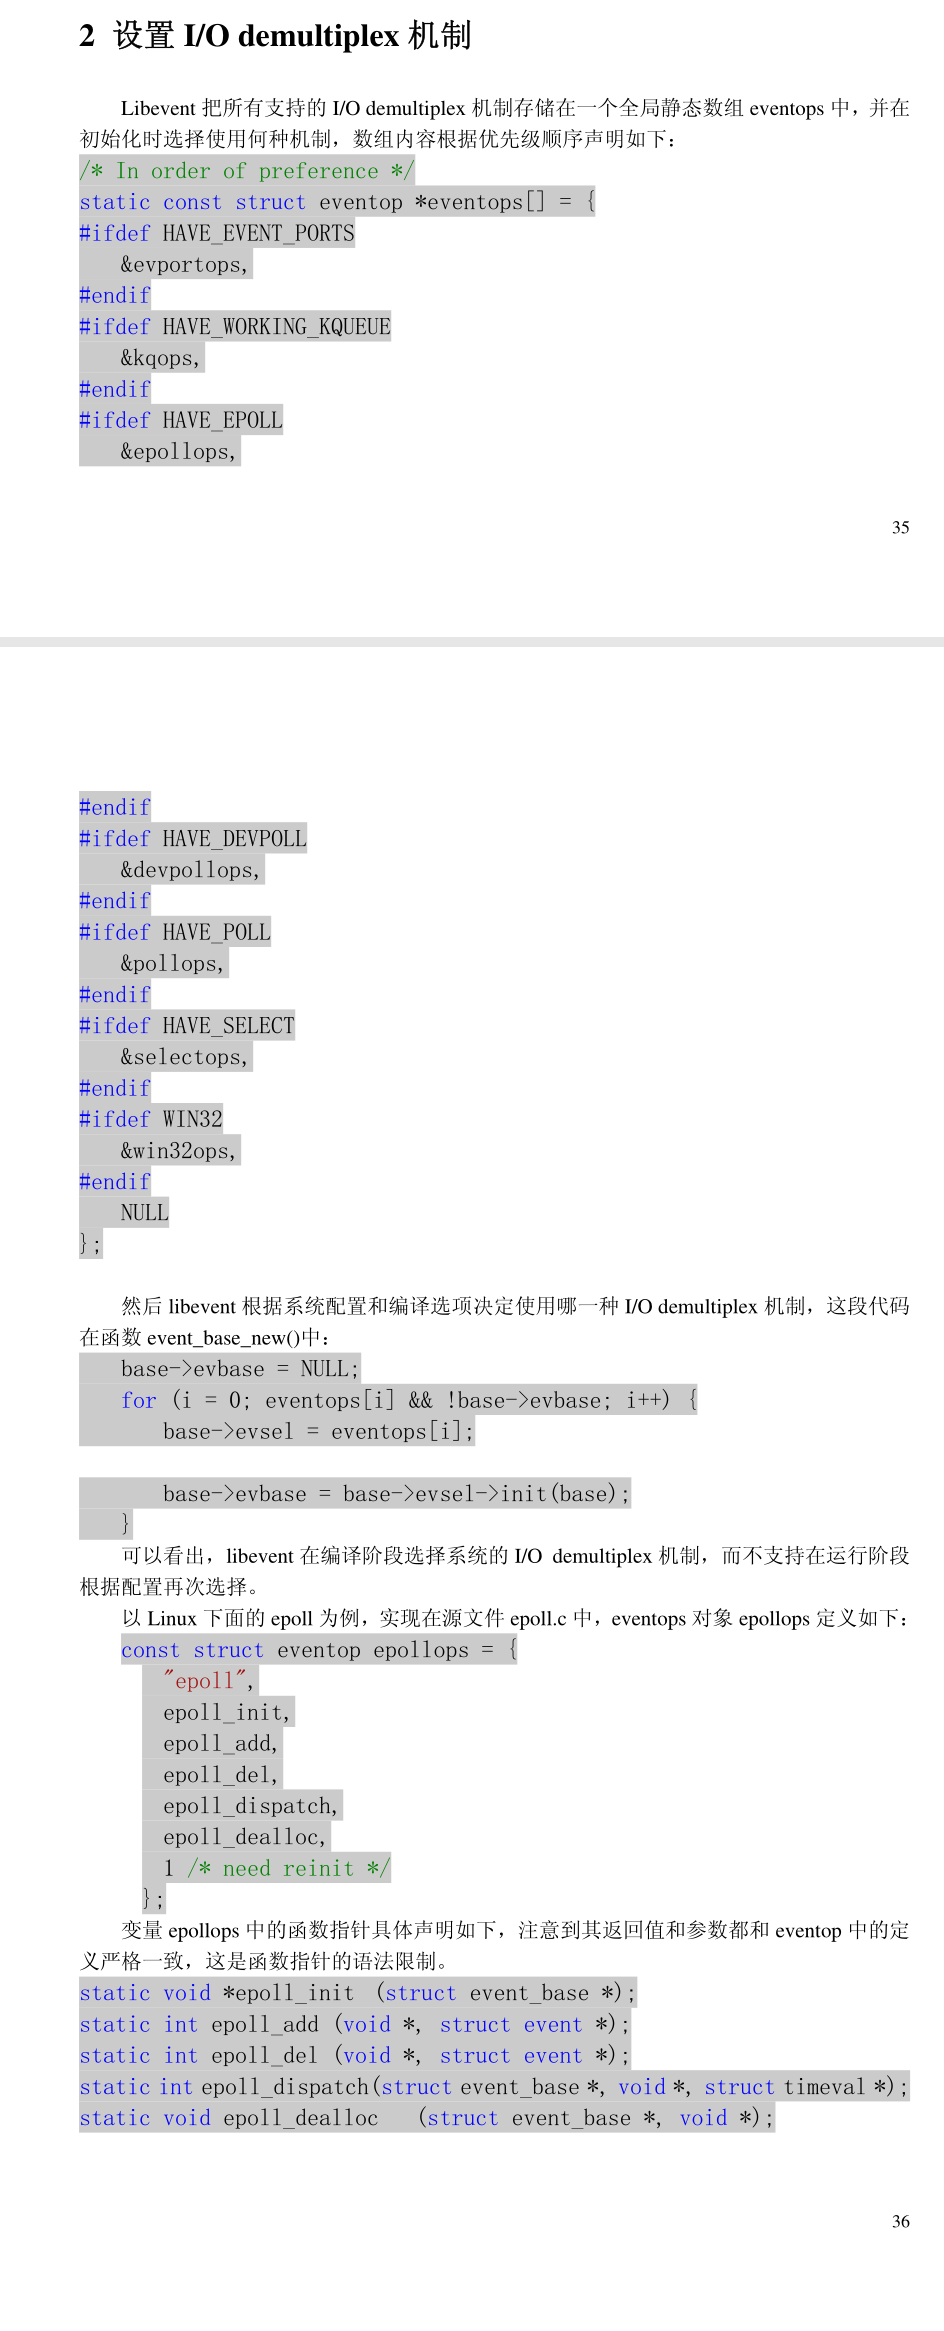 2 设置 I/O demultiplex 机制
Libevent 把所有支持的 I/O demultiplex 机制存储在一个全局静态数组 eventops 中，并在
初始化时选择使用何种机制，数组内容根据优先级顺序声明如下：
/* In order of preference */
static const struct eventop *eventops[] = {
#ifdef HAVE_EVENT_PORTS
&evportops,
#endif
#ifdef HAVE_WORKING_KQUEUE
&kqops,
#endif
#ifdef HAVE_EPOLL
&epollops,
35
#endif
#ifdef HAVE_DEVPOLL
&devpollops,
#endif
#ifdef HAVE_POLL
&pollops,
#endif
#ifdef HAVE_SELECT
&selectops,
#endif
#ifdef WIN32
&win32ops,
#endif
NULL
};
然后 libevent 根据系统配置和编译选项决定使用哪一种 I/O demultiplex 机制，这段代码
在函数 event_base_new()中：
base->evbase = NULL;
for (i = 0; eventops[i] && !base->evbase; i++) {
base->evsel = eventops[i];
base->evbase = base->evsel->init(base);
}
可以看出，libevent 在编译阶段选择系统的 I/O demultiplex 机制，而不支持在运行阶段
根据配置再次选择。
以 Linux 下面的 epoll 为例，实现在源文件 epoll.c 中，eventops 对象 epollops 定义如下：
const struct eventop epollops = {
"epoll",
epoll_init,
epoll_add,
epoll_del,
epoll_dispatch,
epoll_dealloc,
1 /* need reinit */
};
变量 epollops 中的函数指针具体声明如下，注意到其返回值和参数都和 eventop 中的定
义严格一致，这是函数指针的语法限制。
static void *epoll_init (struct event_base *);
static int epoll_add (void *, struct event *);
static int epoll_del (void *, struct event *);
static int epoll_dispatch(struct event_base *, void *, struct timeval *);
static void epoll_dealloc (struct event_base *, void *);
36